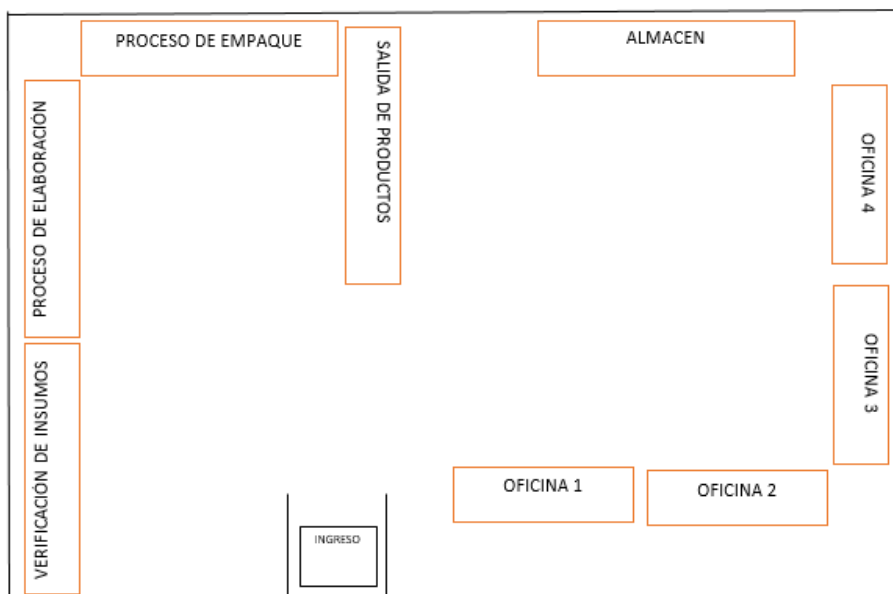 PROCESO DE EMPAQUE
SALIDA DE PRODUCTOS
ALMACEN
PROCESO DE ELABORACIÓN
OFICINA 4
OFICINA 3
VERIFICACIÓN DE INSUMOS
OFICINA 1
OFICINA 2
INGRESO